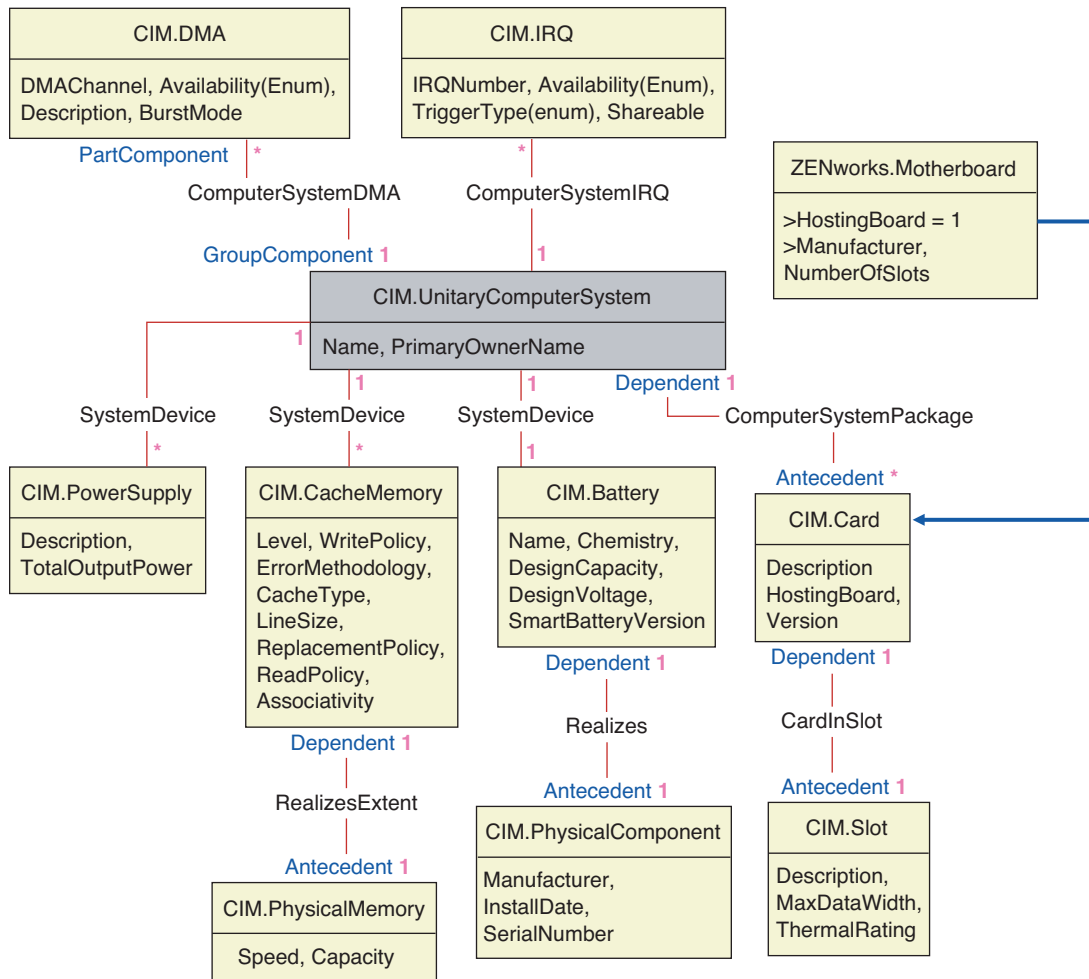 CIM.DMA
DMAChannel, Availability(Enum),
Description, BurstMode
CIM.IRQ
IRQNumber, Availability(Enum),
TriggerType(enum), Shareable
PartComponent *
*
ComputerSystemDMA
ComputerSystemIRQ
GroupComponent 1
1
ZENworks.Motherboard
>HostingBoard = 1
>Manufacturer,
NumberOfSlots
CIM.UnitaryComputerSystem
Name, PrimaryOwnerName
1
1
1
Dependent 1
SystemDevice
SystemDevice
SystemDevice
ComputerSystemPackage
*
*
1
Antecedent *
CIM.PowerSupply
Description,
TotalOutputPower
CIM.CacheMemory
Level, WritePolicy,
ErrorMethodology,
CacheType,
LineSize,
ReplacementPolicy,
ReadPolicy,
Associativity
CIM.Battery
Name, Chemistry,
DesignCapacity,
DesignVoltage,
SmartBatteryVersion
CIM.Card
Description
HostingBoard,
Version
Dependent 1
RealizesExtent
Antecedent 1
Dependent 1
Realizes
Antecedent 1
Dependent 1
CardInSlot
Antecedent 1
CIM.PhysicalMemory
Speed, Capacity
CIM.PhysicalComponent
Manufacturer,
InstallDate,
SerialNumber
CIM.Slot
Description,
MaxDataWidth,
ThermalRating